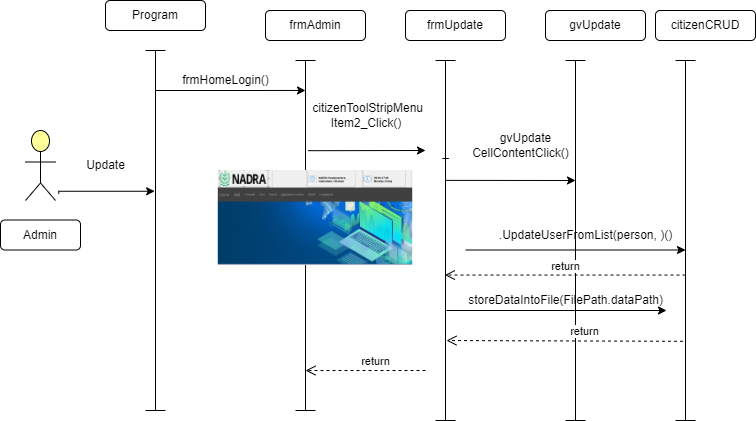 Program
frmAdmin
frmUpdate
gvUpdate
citizenCRUD
frmHomeLogin()
citizenToolStripMenu
Item2_Click()
gvUpdate
CellContentClick()
Update
NADRA
Admin
.UpdateUserFromList(person, )()
return
storeDataIntoFile(FilePath.dataPath)
return
return